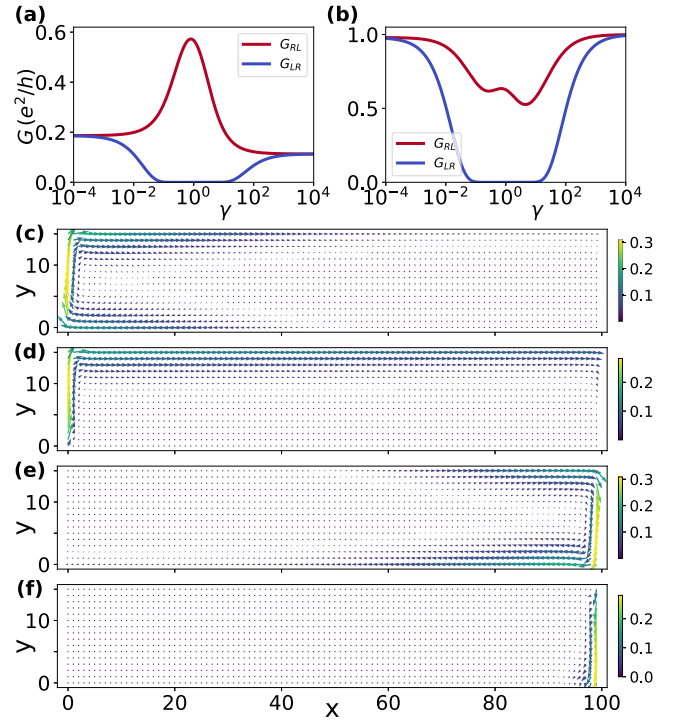 (a)
(b)
0.6
0.4
0.2
0.0
G (e²/h)
G_RL
G_LR
10⁻⁴ 10⁻² 10⁰ 10² 10⁴
γ
1.0
0.5
0.0
G_RL
G_LR
10⁻⁴ 10⁻² 10⁰ 10² 10⁴
γ
(c)
y
10
0
0.3
0.2
0.1
(d)
y
10
0
0.2
0.1
(e)
y
10
0
0.3
0.2
0.1
(f)
y
10
0
0.2
0.1
0.0
0 20 40 60 80 100
x